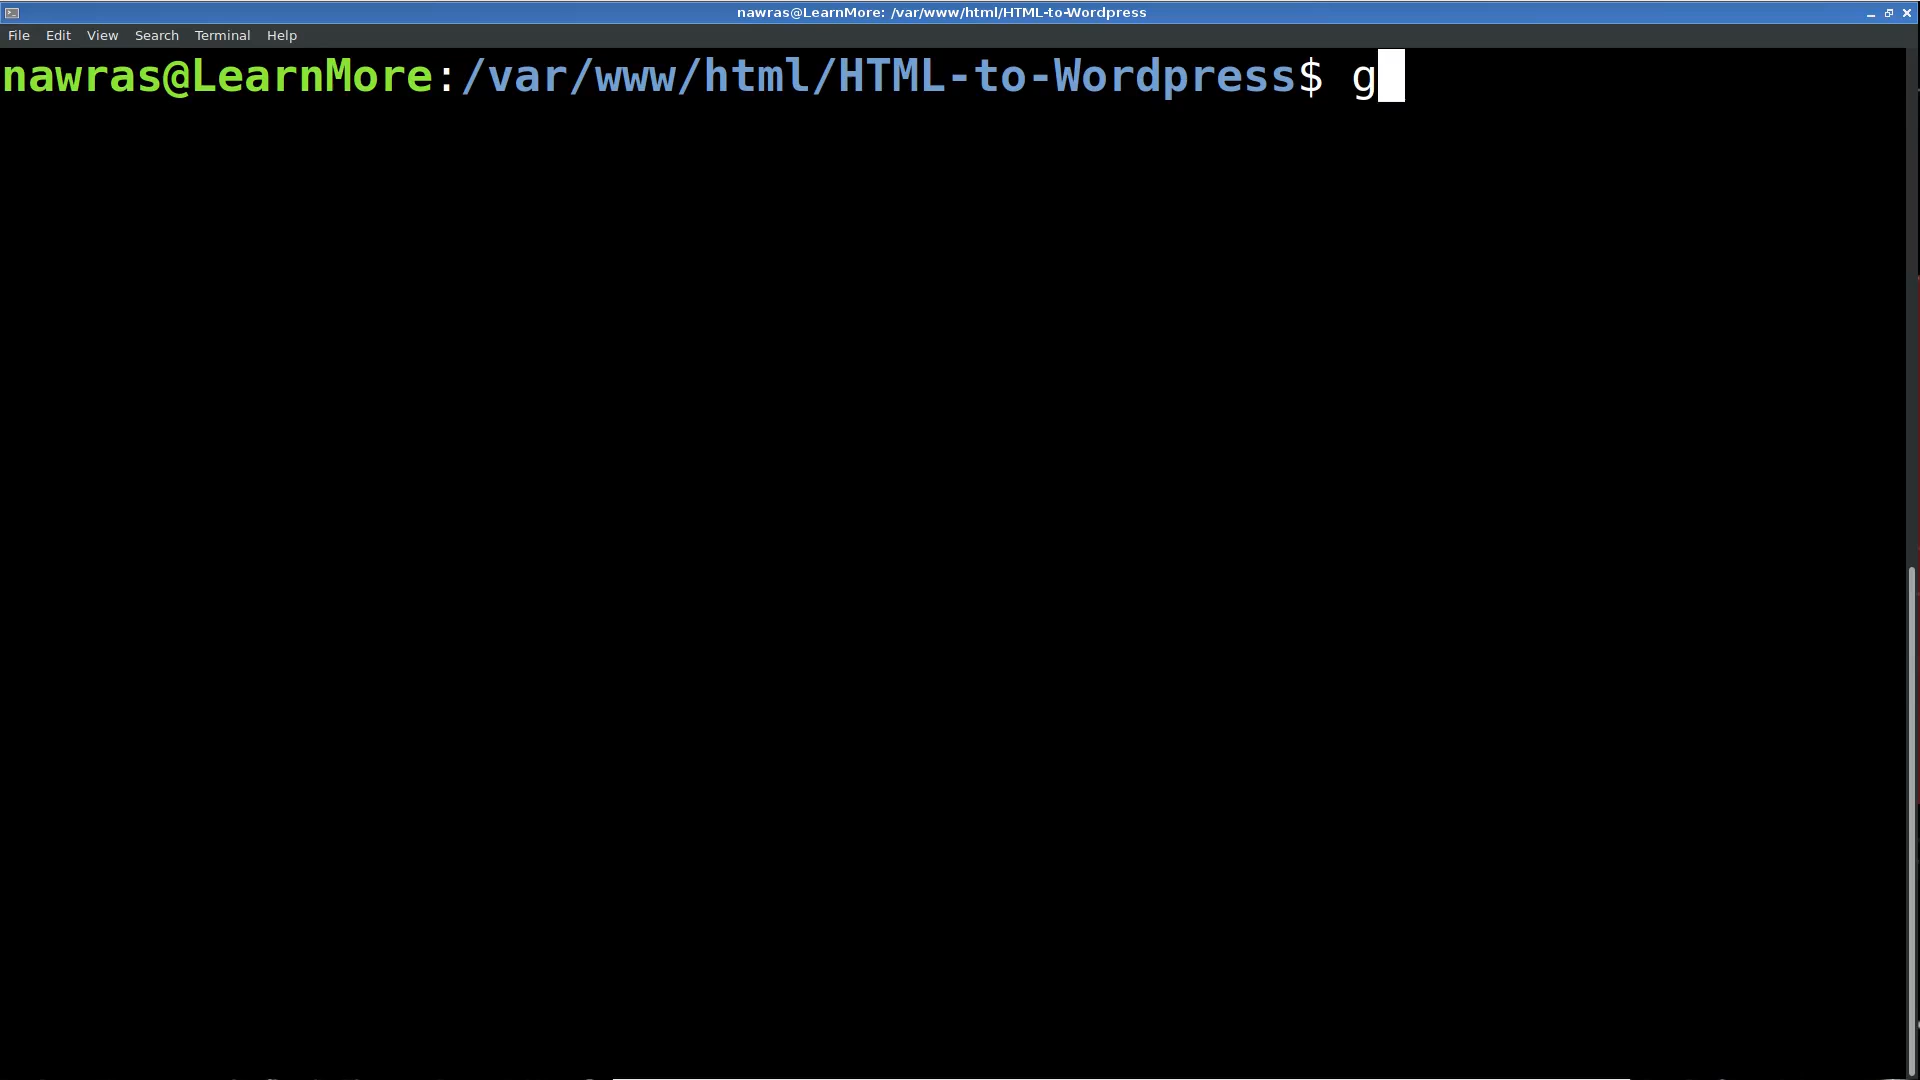 nawras@LearnMore: /var/www/html/HTML-to-Wordpress
File Edit View Search Terminal Help
nawras@LearnMore:/var/www/html/HTML-to-Wordpress$ g